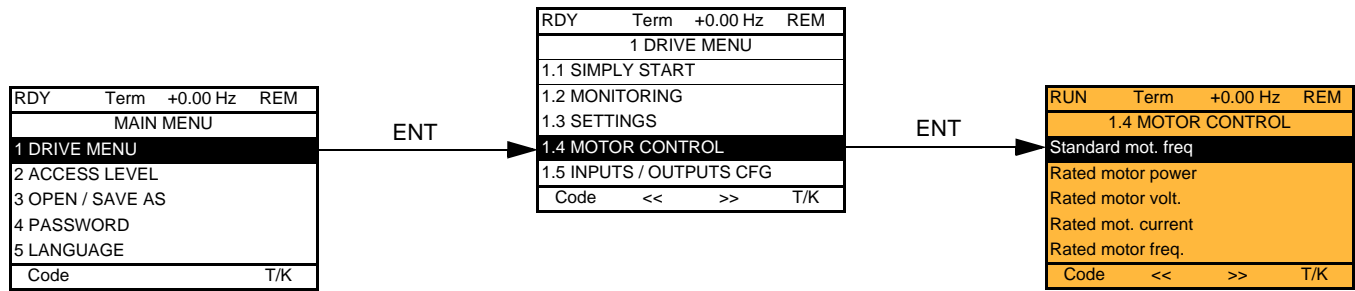 RDY Term +0.00 Hz REM
MAIN MENU
1 DRIVE MENU
2 ACCESS LEVEL
3 OPEN / SAVE AS
4 PASSWORD
5 LANGUAGE
Code T/K
ENT
RDY Term +0.00 Hz REM
1 DRIVE MENU
1.1 SIMPLY START
1.2 MONITORING
1.3 SETTINGS
1.4 MOTOR CONTROL
1.5 INPUTS / OUTPUTS CFG
Code << >> T/K
ENT
RUN Term +0.00 Hz REM
1.4 MOTOR CONTROL
Standard mot. freq
Rated motor power
Rated motor volt.
Rated mot. current
Rated motor freq.
Code << >> T/K